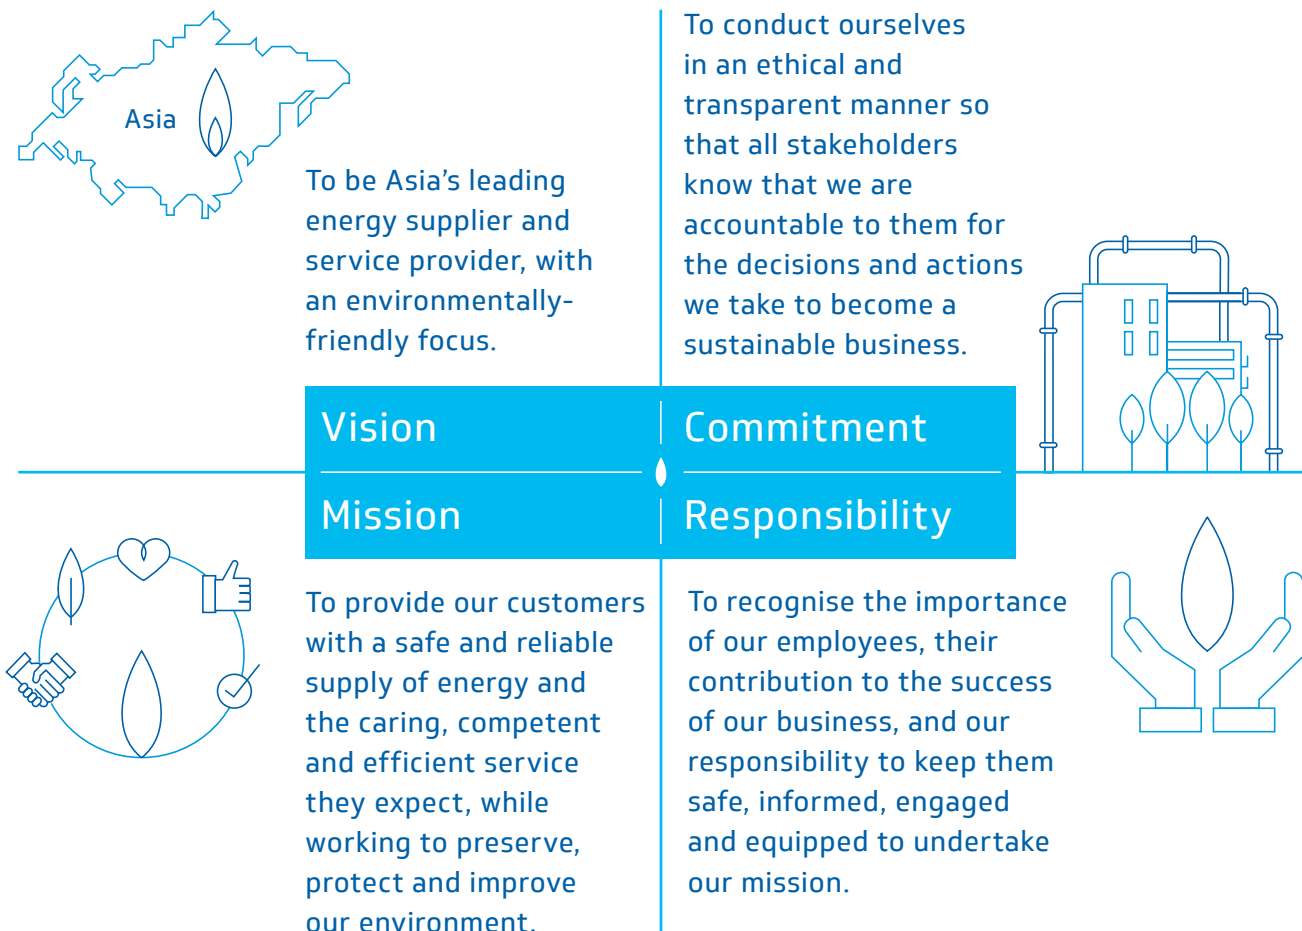 Asia
To be Asia's leading
energy supplier and
service provider, with
an environmentally-
friendly focus.
To conduct ourselves
in an ethical and
transparent manner so
that all stakeholders
know that we are
accountable to them for
the decisions and actions
we take to become a
sustainable business.
Vision
Commitment
Mission
Responsibility
To provide our customers
with a safe and reliable
supply of energy and
the caring, competent
and efficient service
they expect, while
working to preserve,
protect and improve
our environment.
To recognise the importance
of our employees, their
contribution to the success
of our business, and our
responsibility to keep them
safe, informed, engaged
and equipped to undertake
our mission.